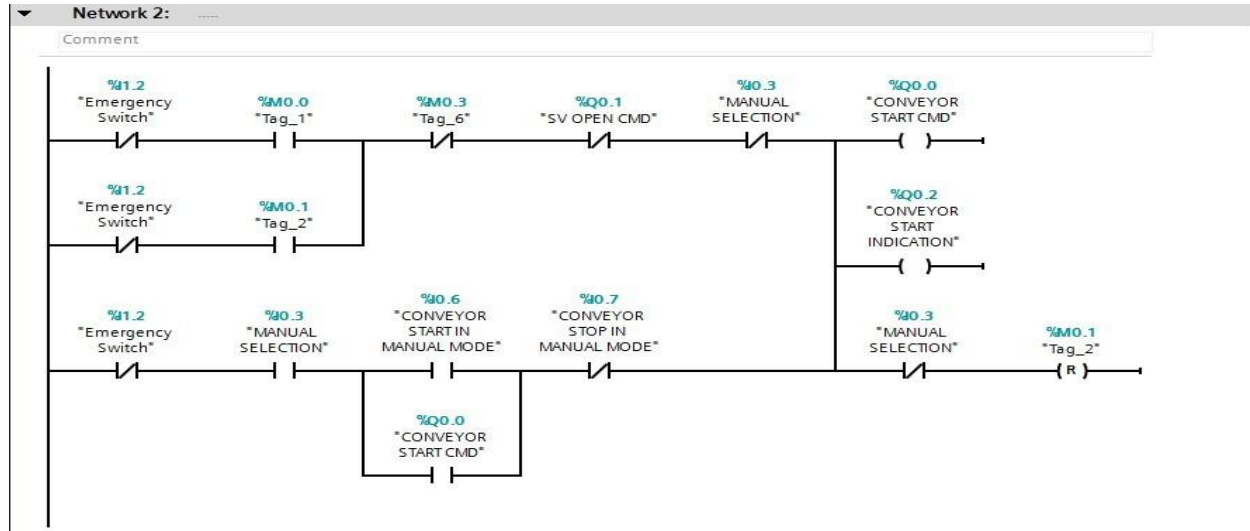 Network 2: .....
Comment
%I1.2
"Emergency
Switch"
%M0.0
"Tag_1"
%M0.3
"Tag_6"
%Q0.1
"SV OPEN CMD"
%I0.3
"MANUAL
SELECTION"
%Q0.0
"CONVEYOR
START CMD"
%I1.2
"Emergency
Switch"
%M0.1
"Tag_2"
%Q0.2
"CONVEYOR
START
INDICATION"
%I1.2
"Emergency
Switch"
%I0.3
"MANUAL
SELECTION"
%I0.6
"CONVEYOR
START IN
MANUAL MODE"
%I0.7
"CONVEYOR
STOP IN
MANUAL MODE"
%I0.3
"MANUAL
SELECTION"
%M0.1
"Tag_2"
R
%Q0.0
"CONVEYOR
START CMD"